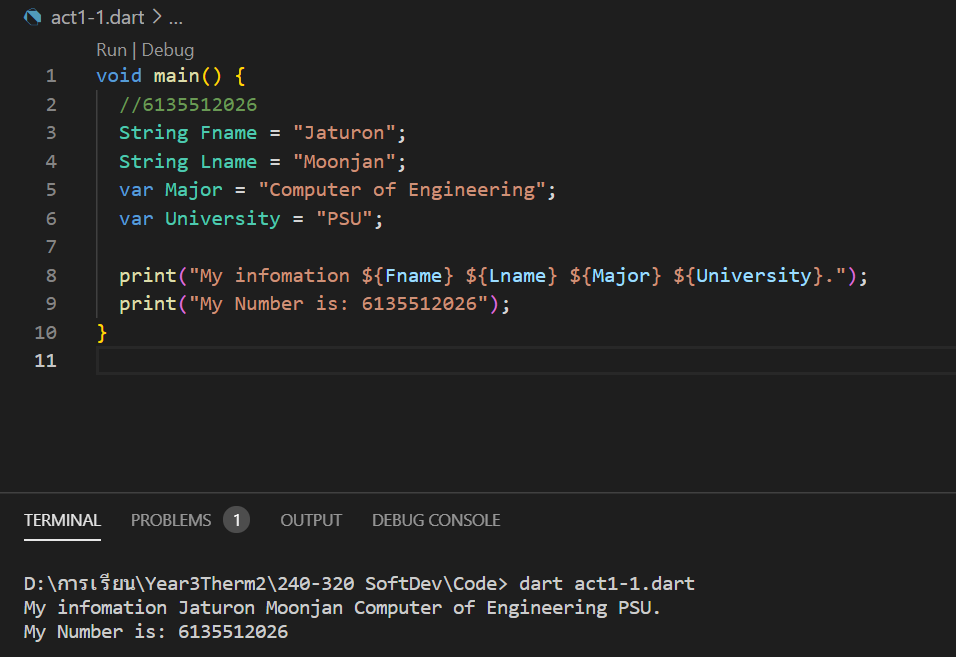 act1-1.dart > ...
Run | Debug
1 void main() {
2 //6135512026
3 String Fname = "Jaturon";
4 String Lname = "Moonjan";
5 var Major = "Computer of Engineering";
6 var University = "PSU";
7
8 print("My infomation ${Fname} ${Lname} ${Major} ${University}.");
9 print("My Number is: 6135512026");
10 }
11
TERMINAL PROBLEMS 1 OUTPUT DEBUG CONSOLE
D:\การเรียน\Year3Therm2\240-320 SoftDev\Code> dart act1-1.dart
My infomation Jaturon Moonjan Computer of Engineering PSU.
My Number is: 6135512026